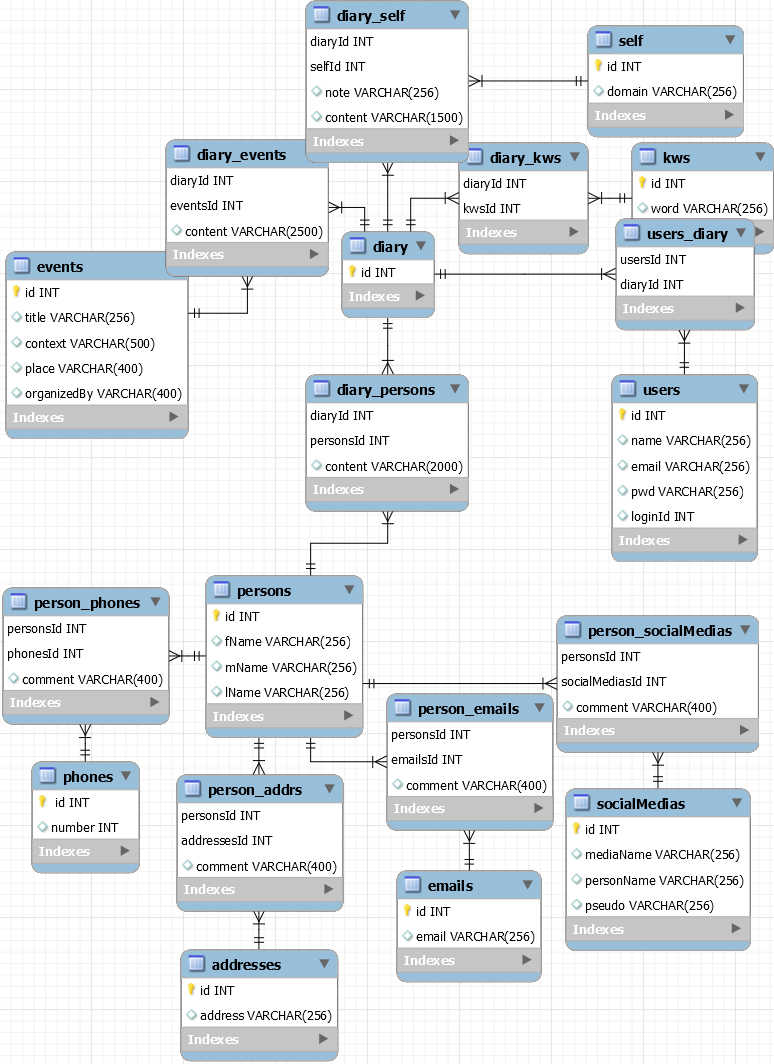 diary_self
diaryId INT
selfId INT
note VARCHAR(256)
content VARCHAR(1500)
Indexes
self
id INT
domain VARCHAR(256)
Indexes
diary_events
diaryId INT
eventsId INT
content VARCHAR(2500)
Indexes
diary_kws
diaryId INT
kwsId INT
Indexes
kws
id INT
word VARCHAR(256)
diary
id INT
Indexes
users_diary
usersId INT
diaryId INT
Indexes
events
id INT
title VARCHAR(256)
context VARCHAR(500)
place VARCHAR(400)
organizedBy VARCHAR(400)
Indexes
diary_persons
diaryId INT
personsId INT
content VARCHAR(2000)
Indexes
users
id INT
name VARCHAR(256)
email VARCHAR(256)
pwd VARCHAR(256)
loginId INT
Indexes
person_phones
personsId INT
phonesId INT
comment VARCHAR(400)
Indexes
persons
id INT
fName VARCHAR(256)
mName VARCHAR(256)
lName VARCHAR(256)
Indexes
person_socialMedias
personsId INT
socialMediasId INT
comment VARCHAR(400)
Indexes
person_emails
personsId INT
emailsId INT
comment VARCHAR(400)
Indexes
phones
id INT
number INT
Indexes
person_addrs
personsId INT
addressesId INT
comment VARCHAR(400)
Indexes
socialMedias
id INT
mediaName VARCHAR(256)
personName VARCHAR(256)
pseudo VARCHAR(256)
Indexes
emails
id INT
email VARCHAR(256)
Indexes
addresses
id INT
address VARCHAR(256)
Indexes